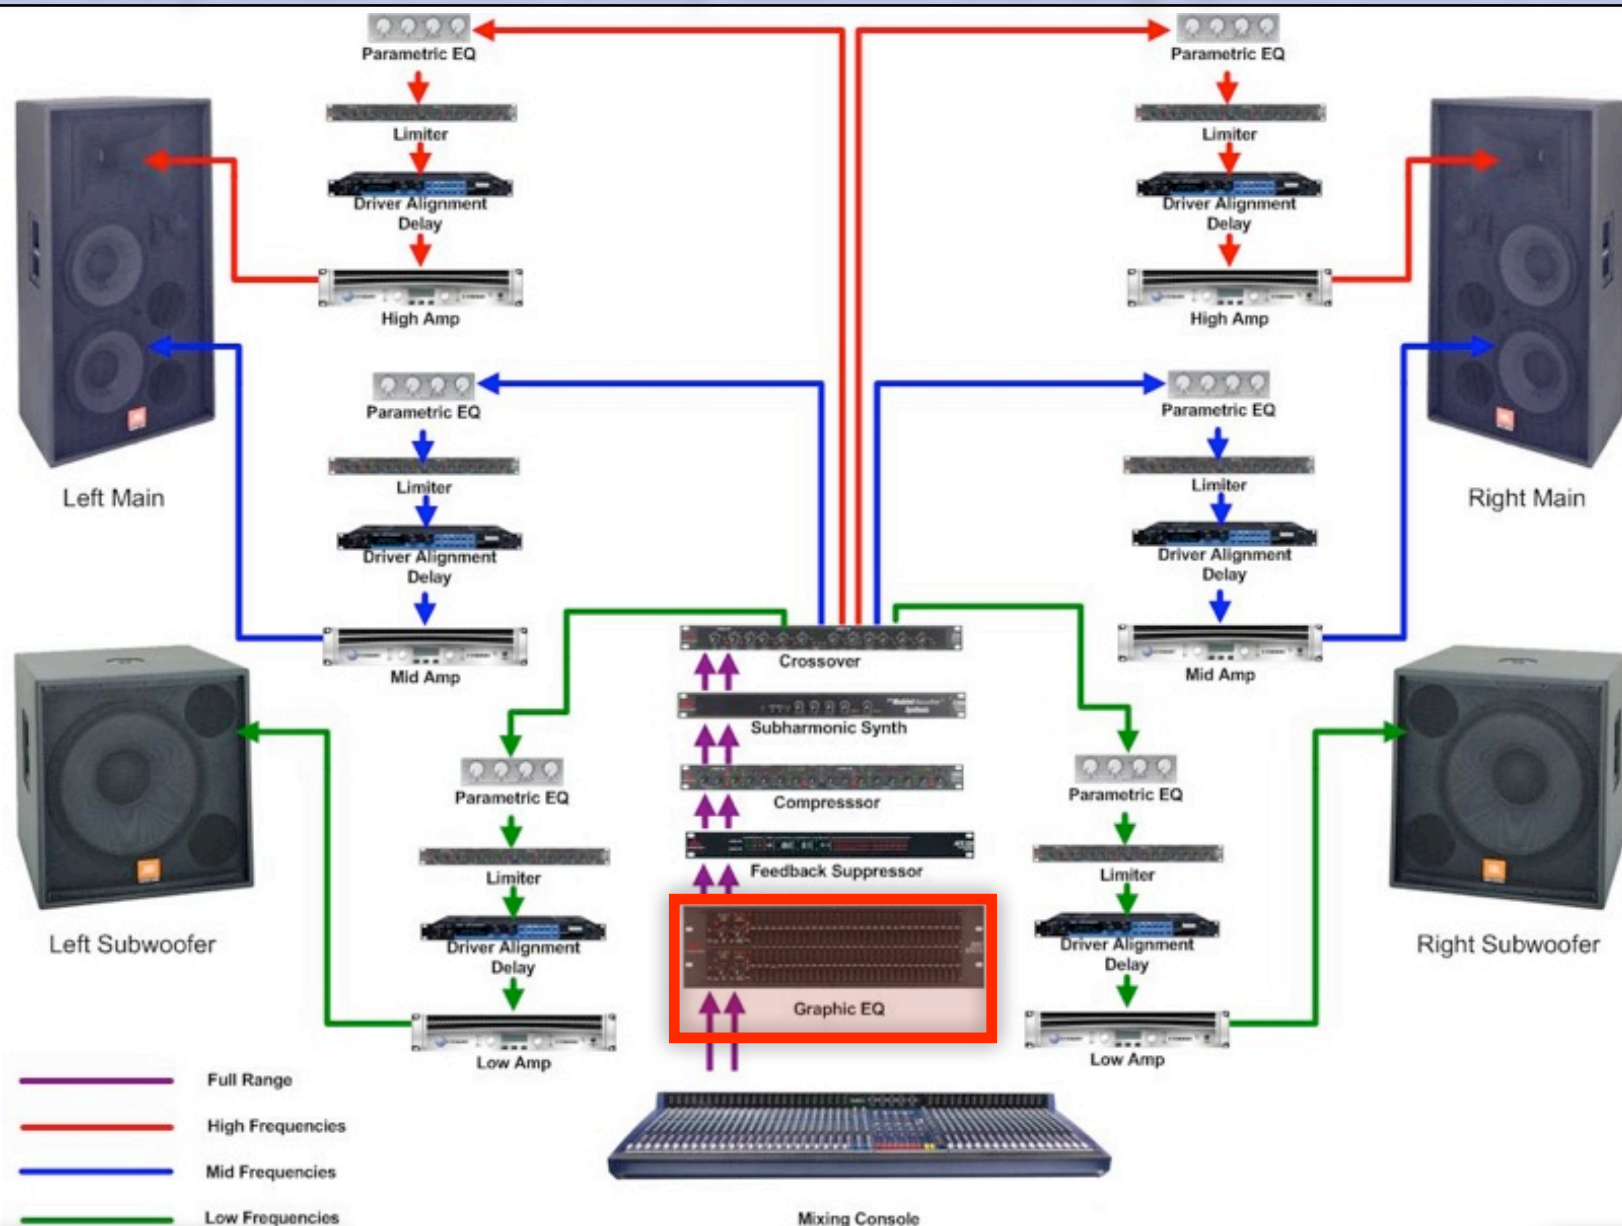 Parametric EQ
Parametric EQ
Limiter
Limiter
Driver Alignment
Delay
Driver Alignment
Delay
High Amp
High Amp
Parametric EQ
Parametric EQ
Limiter
Limiter
Left Main
Right Main
Driver Alignment
Delay
Driver Alignment
Delay
Mid Amp
Mid Amp
Crossover
Subharmonic Synth
Parametric EQ
Parametric EQ
Compresssor
Feedback Suppressor
Limiter
Limiter
Left Subwoofer
Right Subwoofer
Driver Alignment
Delay
Driver Alignment
Delay
Graphic EQ
Low Amp
Low Amp
Full Range
High Frequencies
Mid Frequencies
Low Frequencies
Mixing Console